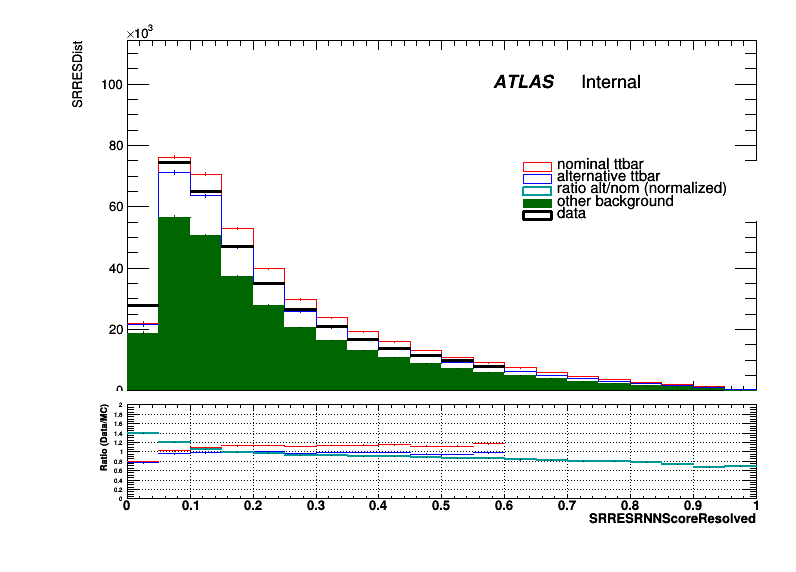 ×10³
SRRESDist
ATLAS Internal
100
80
60
40
20
0
nominal ttbar
alternative ttbar
ratio alt/nom (normalized)
other background
data
Ratio (Data/MC)
2
1.8
1.6
1.4
1.2
1
0.8
0.6
0.4
0.2
0
0 0.1 0.2 0.3 0.4 0.5 0.6 0.7 0.8 0.9 1
SRRESRNNScoreResolved